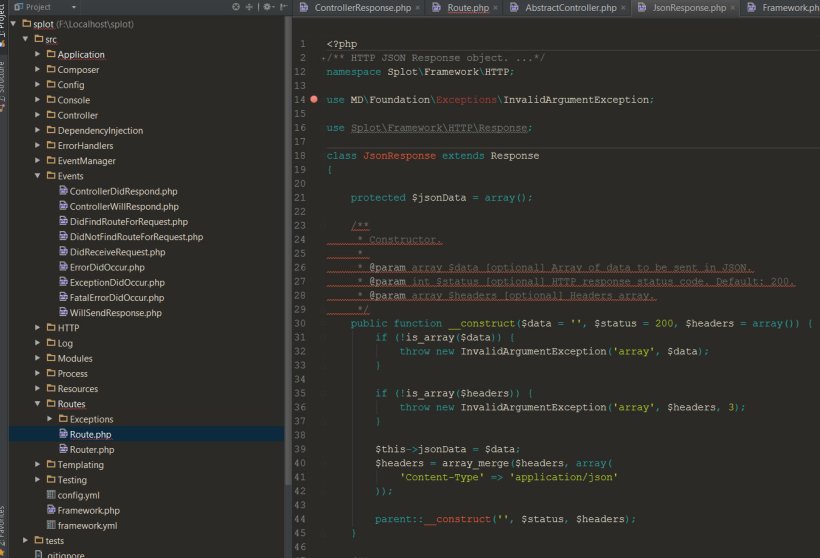 Project
ControllerResponse.php
Route.php
AbstractController.php
JsonResponse.php
Framework.ph
1: Project
splot (F:\Localhost\splot)
src
Application
Composer
Config
Console
Controller
DependencyInjection
ErrorHandlers
EventManager
Events
ControllerDidRespond.php
ControllerWillRespond.php
DidFindRouteForRequest.php
DidNotFindRouteForRequest.php
DidReceiveRequest.php
ErrorDidOccur.php
ExceptionDidOccur.php
FatalErrorDidOccur.php
WillSendResponse.php
HTTP
Log
Modules
Process
Resources
Routes
Exceptions
Route.php
Router.php
Templating
Testing
config.yml
Framework.php
framework.yml
tests
.gitignore
7: Structure
2: Favorites
1 <?php
2 /** HTTP JSON Response object. ...*/
12 namespace Splot\Framework\HTTP;
13
14 use MD\Foundation\Exceptions\InvalidArgumentException;
15
16 use Splot\Framework\HTTP\Response;
17
18 class JsonResponse extends Response
19 {
20
21 protected $jsonData = array();
22
23 /**
24 * Constructor.
25 *
26 * @param array $data [optional] Array of data to be sent in JSON.
27 * @param int $status [optional] HTTP response status code. Default: 200.
28 * @param array $headers [optional] Headers array.
29 */
30 public function __construct($data = '', $status = 200, $headers = array()) {
31 if (!is_array($data)) {
32 throw new InvalidArgumentException('array', $data);
33 }
34
35 if (!is_array($headers)) {
36 throw new InvalidArgumentException('array', $headers, 3);
37 }
38
39 $this->jsonData = $data;
40 $headers = array_merge($headers, array(
41 'Content-Type' => 'application/json'
42 ));
43
44 parent::__construct('', $status, $headers);
45 }
46